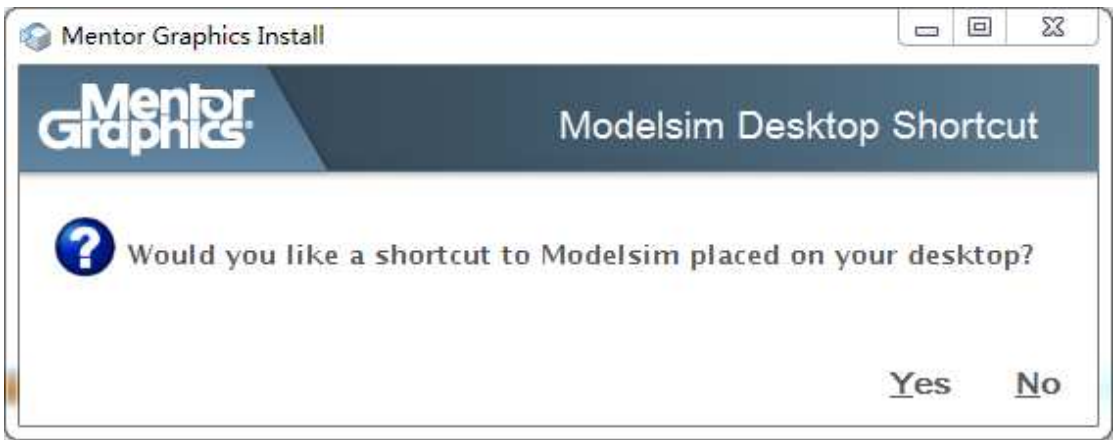 Mentor Graphics Install
Mentor
Graphics®
Modelsim Desktop Shortcut
? Would you like a shortcut to Modelsim placed on your desktop?
Yes No